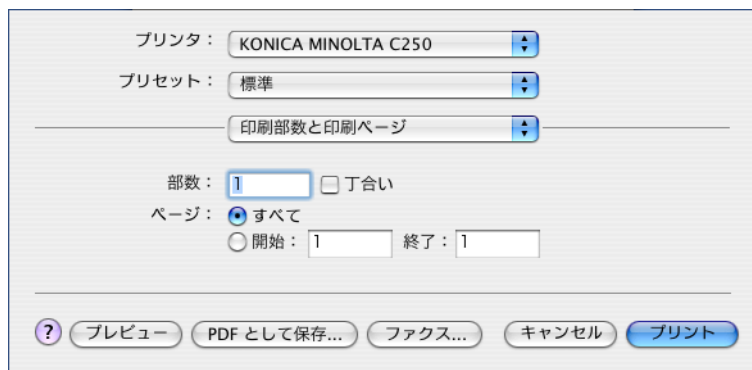 プリンタ： KONICA MINOLTA C250
プリセット： 標準
印刷部数と印刷ページ
部数： 1 丁合い
ページ： すべて
開始： 1 終了： 1
? プレビュー PDF として保存... ファクス... キャンセル プリント